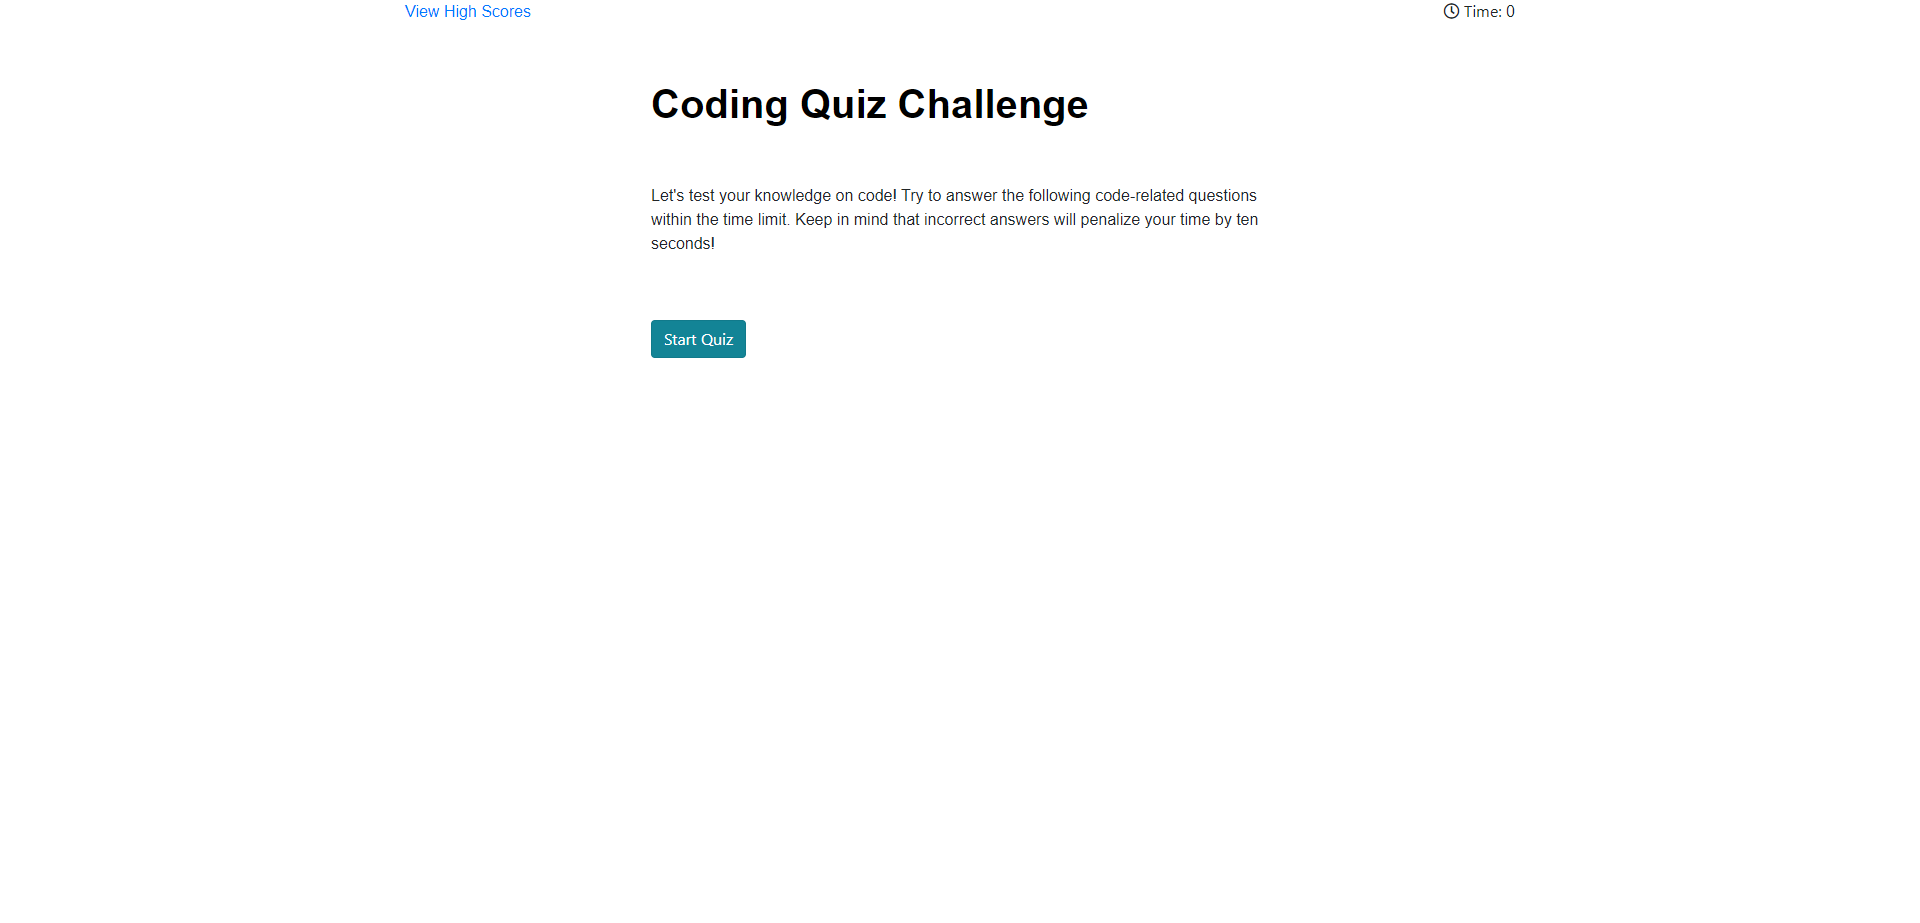 View High Scores
Time: 0
Coding Quiz Challenge
Let's test your knowledge on code! Try to answer the following code-related questions
within the time limit. Keep in mind that incorrect answers will penalize your time by ten
seconds!
Start Quiz